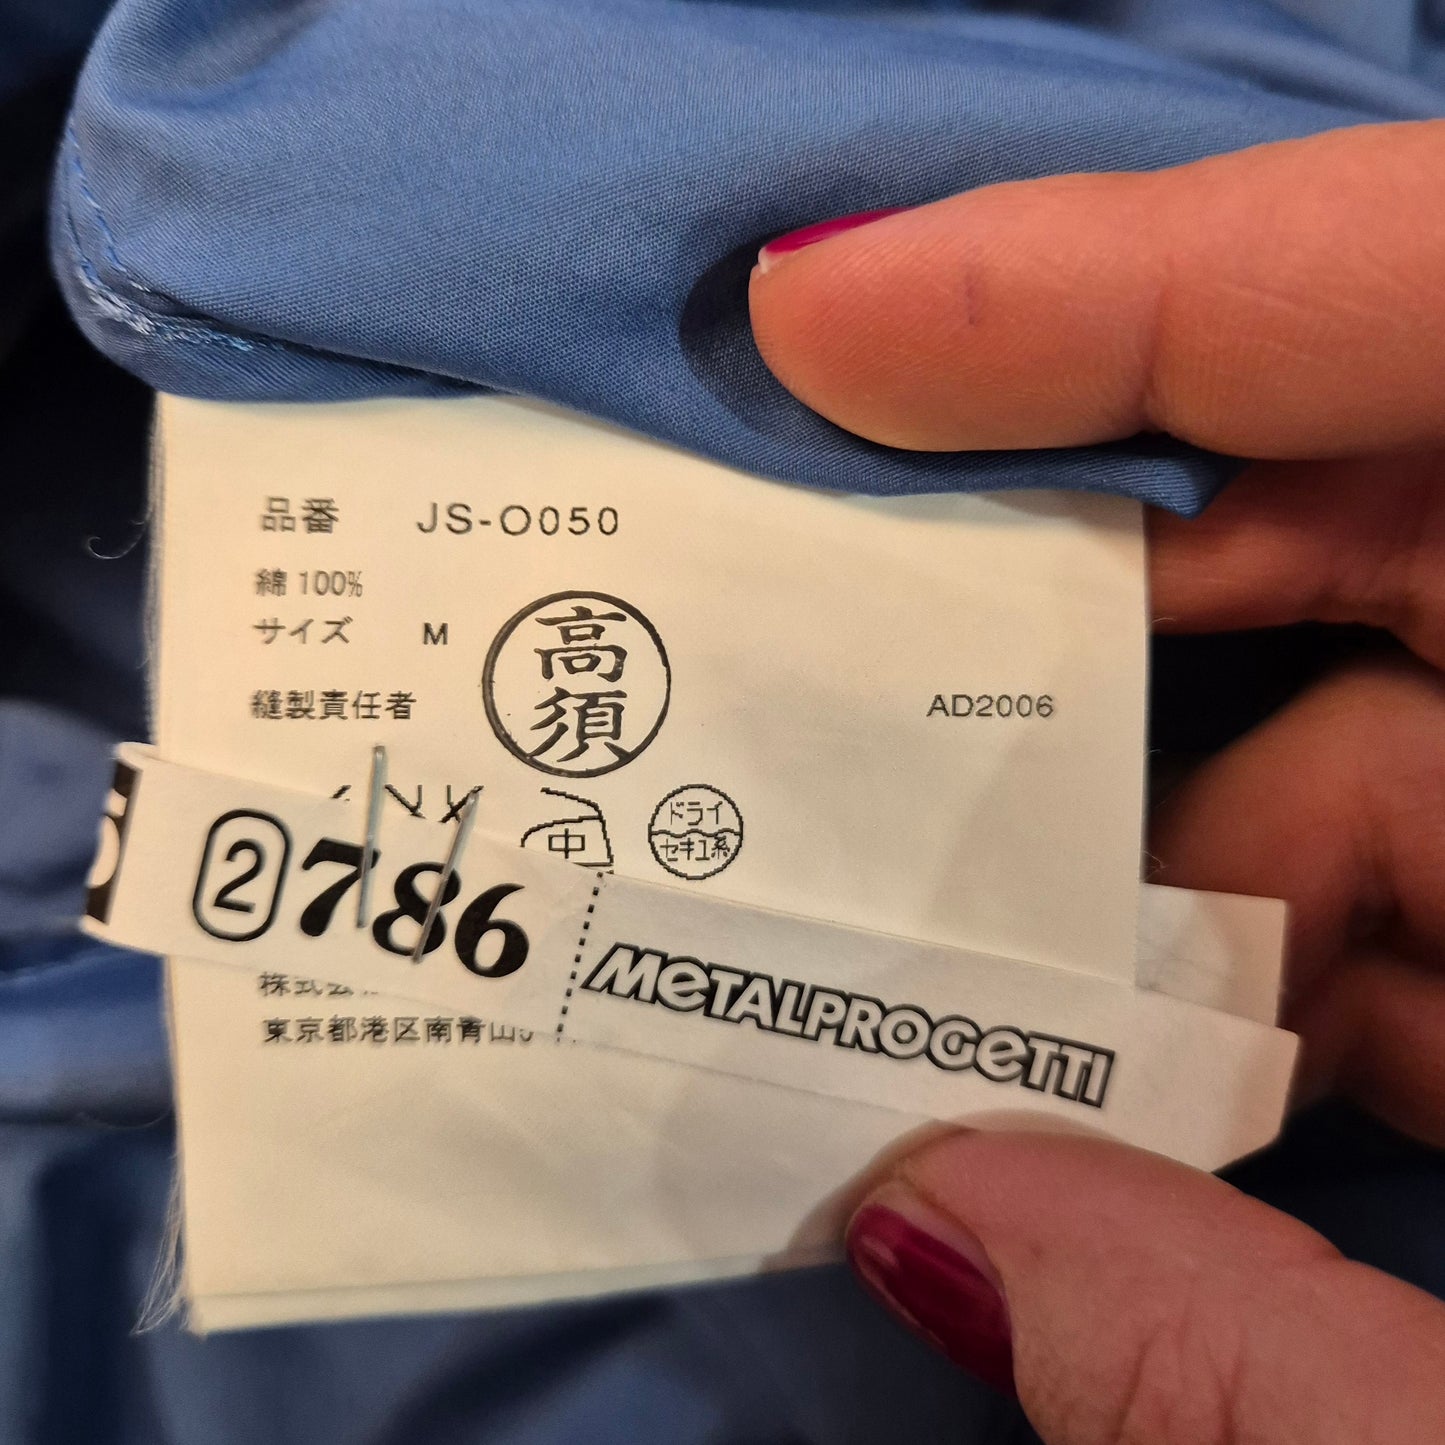 品番 JS-O050
綿 100%
サイズ M
縫製責任者 高須
AD2006
中
ドライ
セキユ系
2 786 METALPROGETTI
株式会
東京都港区南青山5